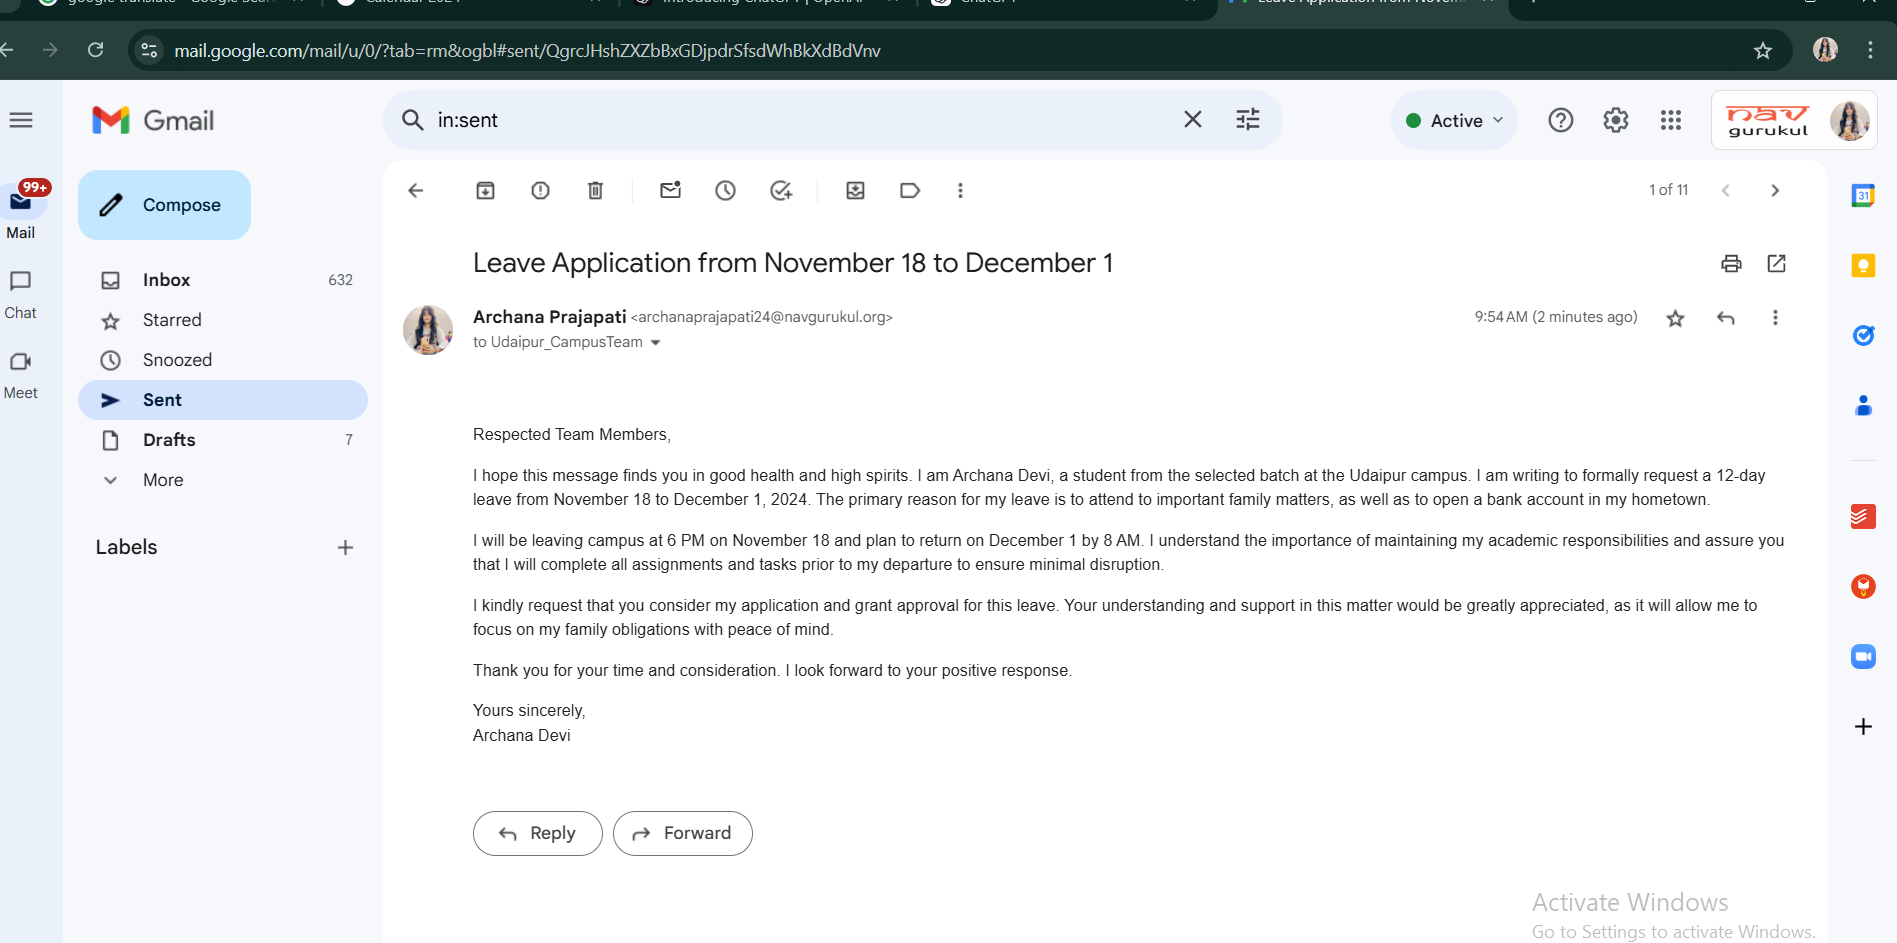 mail.google.com/mail/u/0/?tab=rm&ogbl#sent/QgrcJHshZXZbBxGDjpdrSfsdWhBkXdBdVnv
Gmail
in:sent
Active
nav
gurukul
99+
Mail
Chat
Meet
Compose
Inbox 632
Starred
Snoozed
Sent
Drafts 7
More
Labels
1 of 11
31
Leave Application from November 18 to December 1
Archana Prajapati <archanaprajapati24@navgurukul.org>
9:54 AM (2 minutes ago)
to Udaipur_CampusTeam
Respected Team Members,
I hope this message finds you in good health and high spirits. I am Archana Devi, a student from the selected batch at the Udaipur campus. I am writing to formally request a 12-day
leave from November 18 to December 1, 2024. The primary reason for my leave is to attend to important family matters, as well as to open a bank account in my hometown.
I will be leaving campus at 6 PM on November 18 and plan to return on December 1 by 8 AM. I understand the importance of maintaining my academic responsibilities and assure you
that I will complete all assignments and tasks prior to my departure to ensure minimal disruption.
I kindly request that you consider my application and grant approval for this leave. Your understanding and support in this matter would be greatly appreciated, as it will allow me to
focus on my family obligations with peace of mind.
Thank you for your time and consideration. I look forward to your positive response.
Yours sincerely,
Archana Devi
Reply
Forward
Activate Windows
Go to Settings to activate Windows.